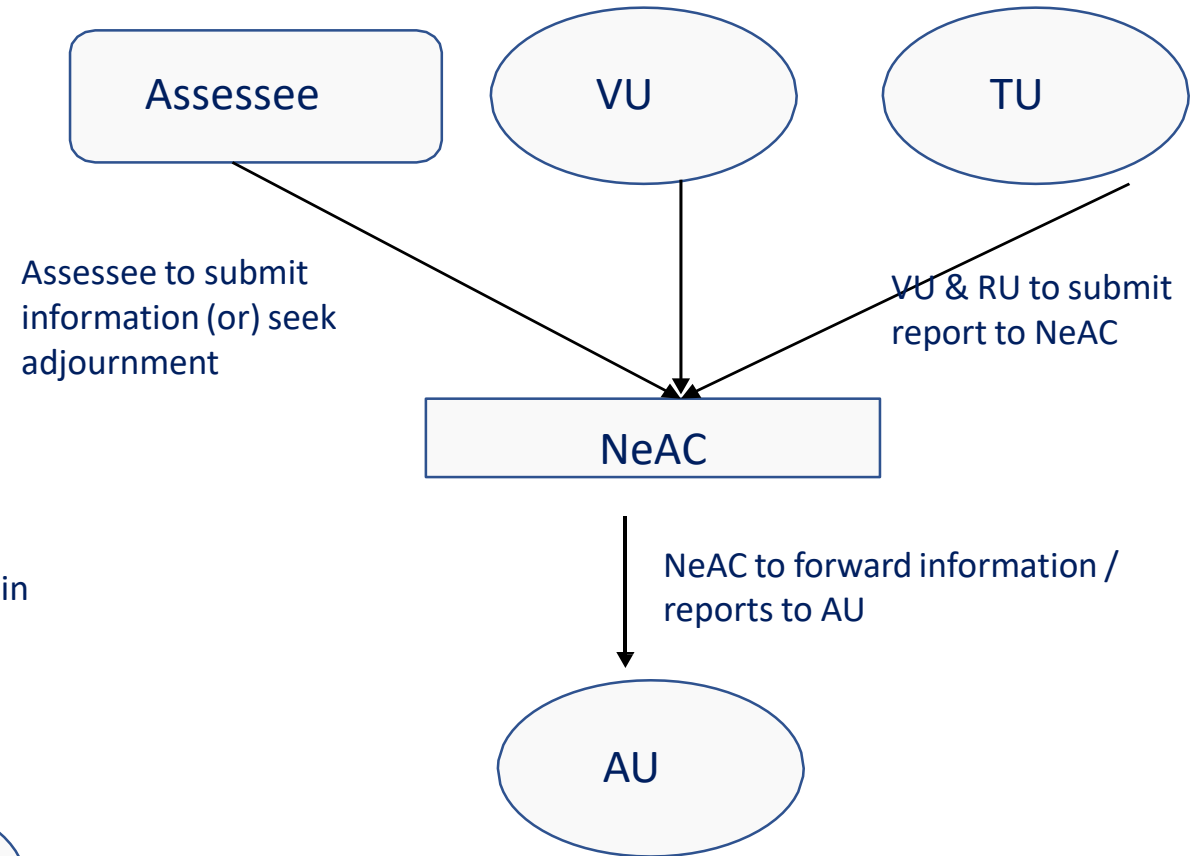 Assessee
VU
TU
Assessee to submit
information (or) seek
adjournment
VU & RU to submit
report to NeAC
NeAC
in
NeAC to forward information /
reports to AU
AU